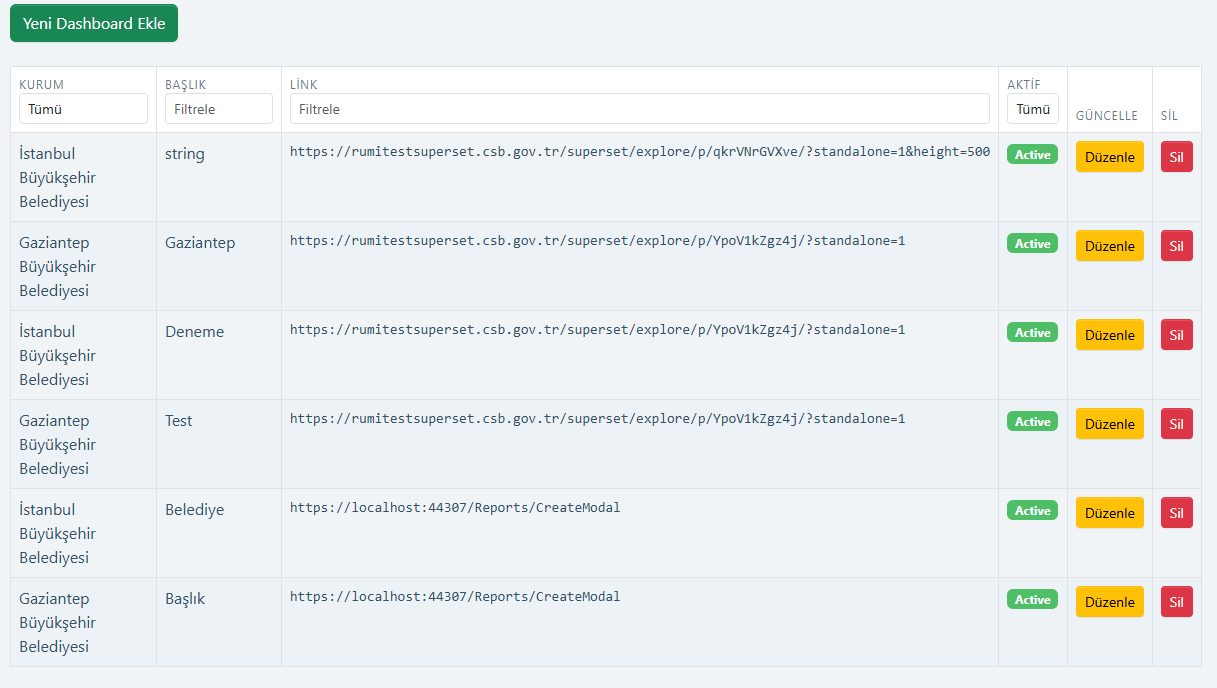 Yeni Dashboard Ekle
KURUM BAŞLIK LİNK AKTİF GÜNCELLE SİL
Tümü Filtrele Filtrele Tümü
İstanbul Büyükşehir Belediyesi string https://rumitestsuperset.csb.gov.tr/superset/explore/p/qkrVNrGVXve/?standalone=1&height=500 Active Düzenle Sil
Gaziantep Büyükşehir Belediyesi Gaziantep https://rumitestsuperset.csb.gov.tr/superset/explore/p/YpoV1kZgz4j/?standalone=1 Active Düzenle Sil
İstanbul Büyükşehir Belediyesi Deneme https://rumitestsuperset.csb.gov.tr/superset/explore/p/YpoV1kZgz4j/?standalone=1 Active Düzenle Sil
Gaziantep Büyükşehir Belediyesi Test https://rumitestsuperset.csb.gov.tr/superset/explore/p/YpoV1kZgz4j/?standalone=1 Active Düzenle Sil
İstanbul Büyükşehir Belediyesi Belediye https://localhost:44307/Reports/CreateModal Active Düzenle Sil
Gaziantep Büyükşehir Belediyesi Başlık https://localhost:44307/Reports/CreateModal Active Düzenle Sil